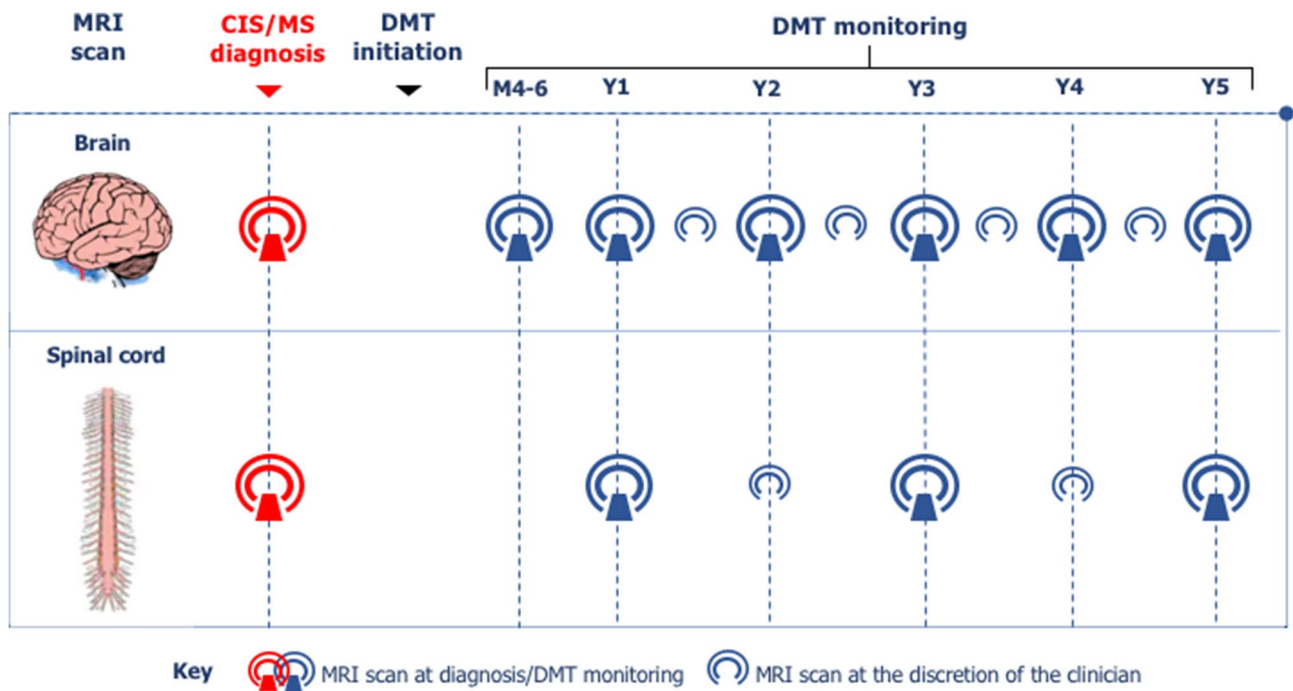 MRI scan
CIS/MS diagnosis
DMT initiation
DMT monitoring
M4-6 Y1 Y2 Y3 Y4 Y5
Brain
Spinal cord
Key MRI scan at diagnosis/DMT monitoring MRI scan at the discretion of the clinician